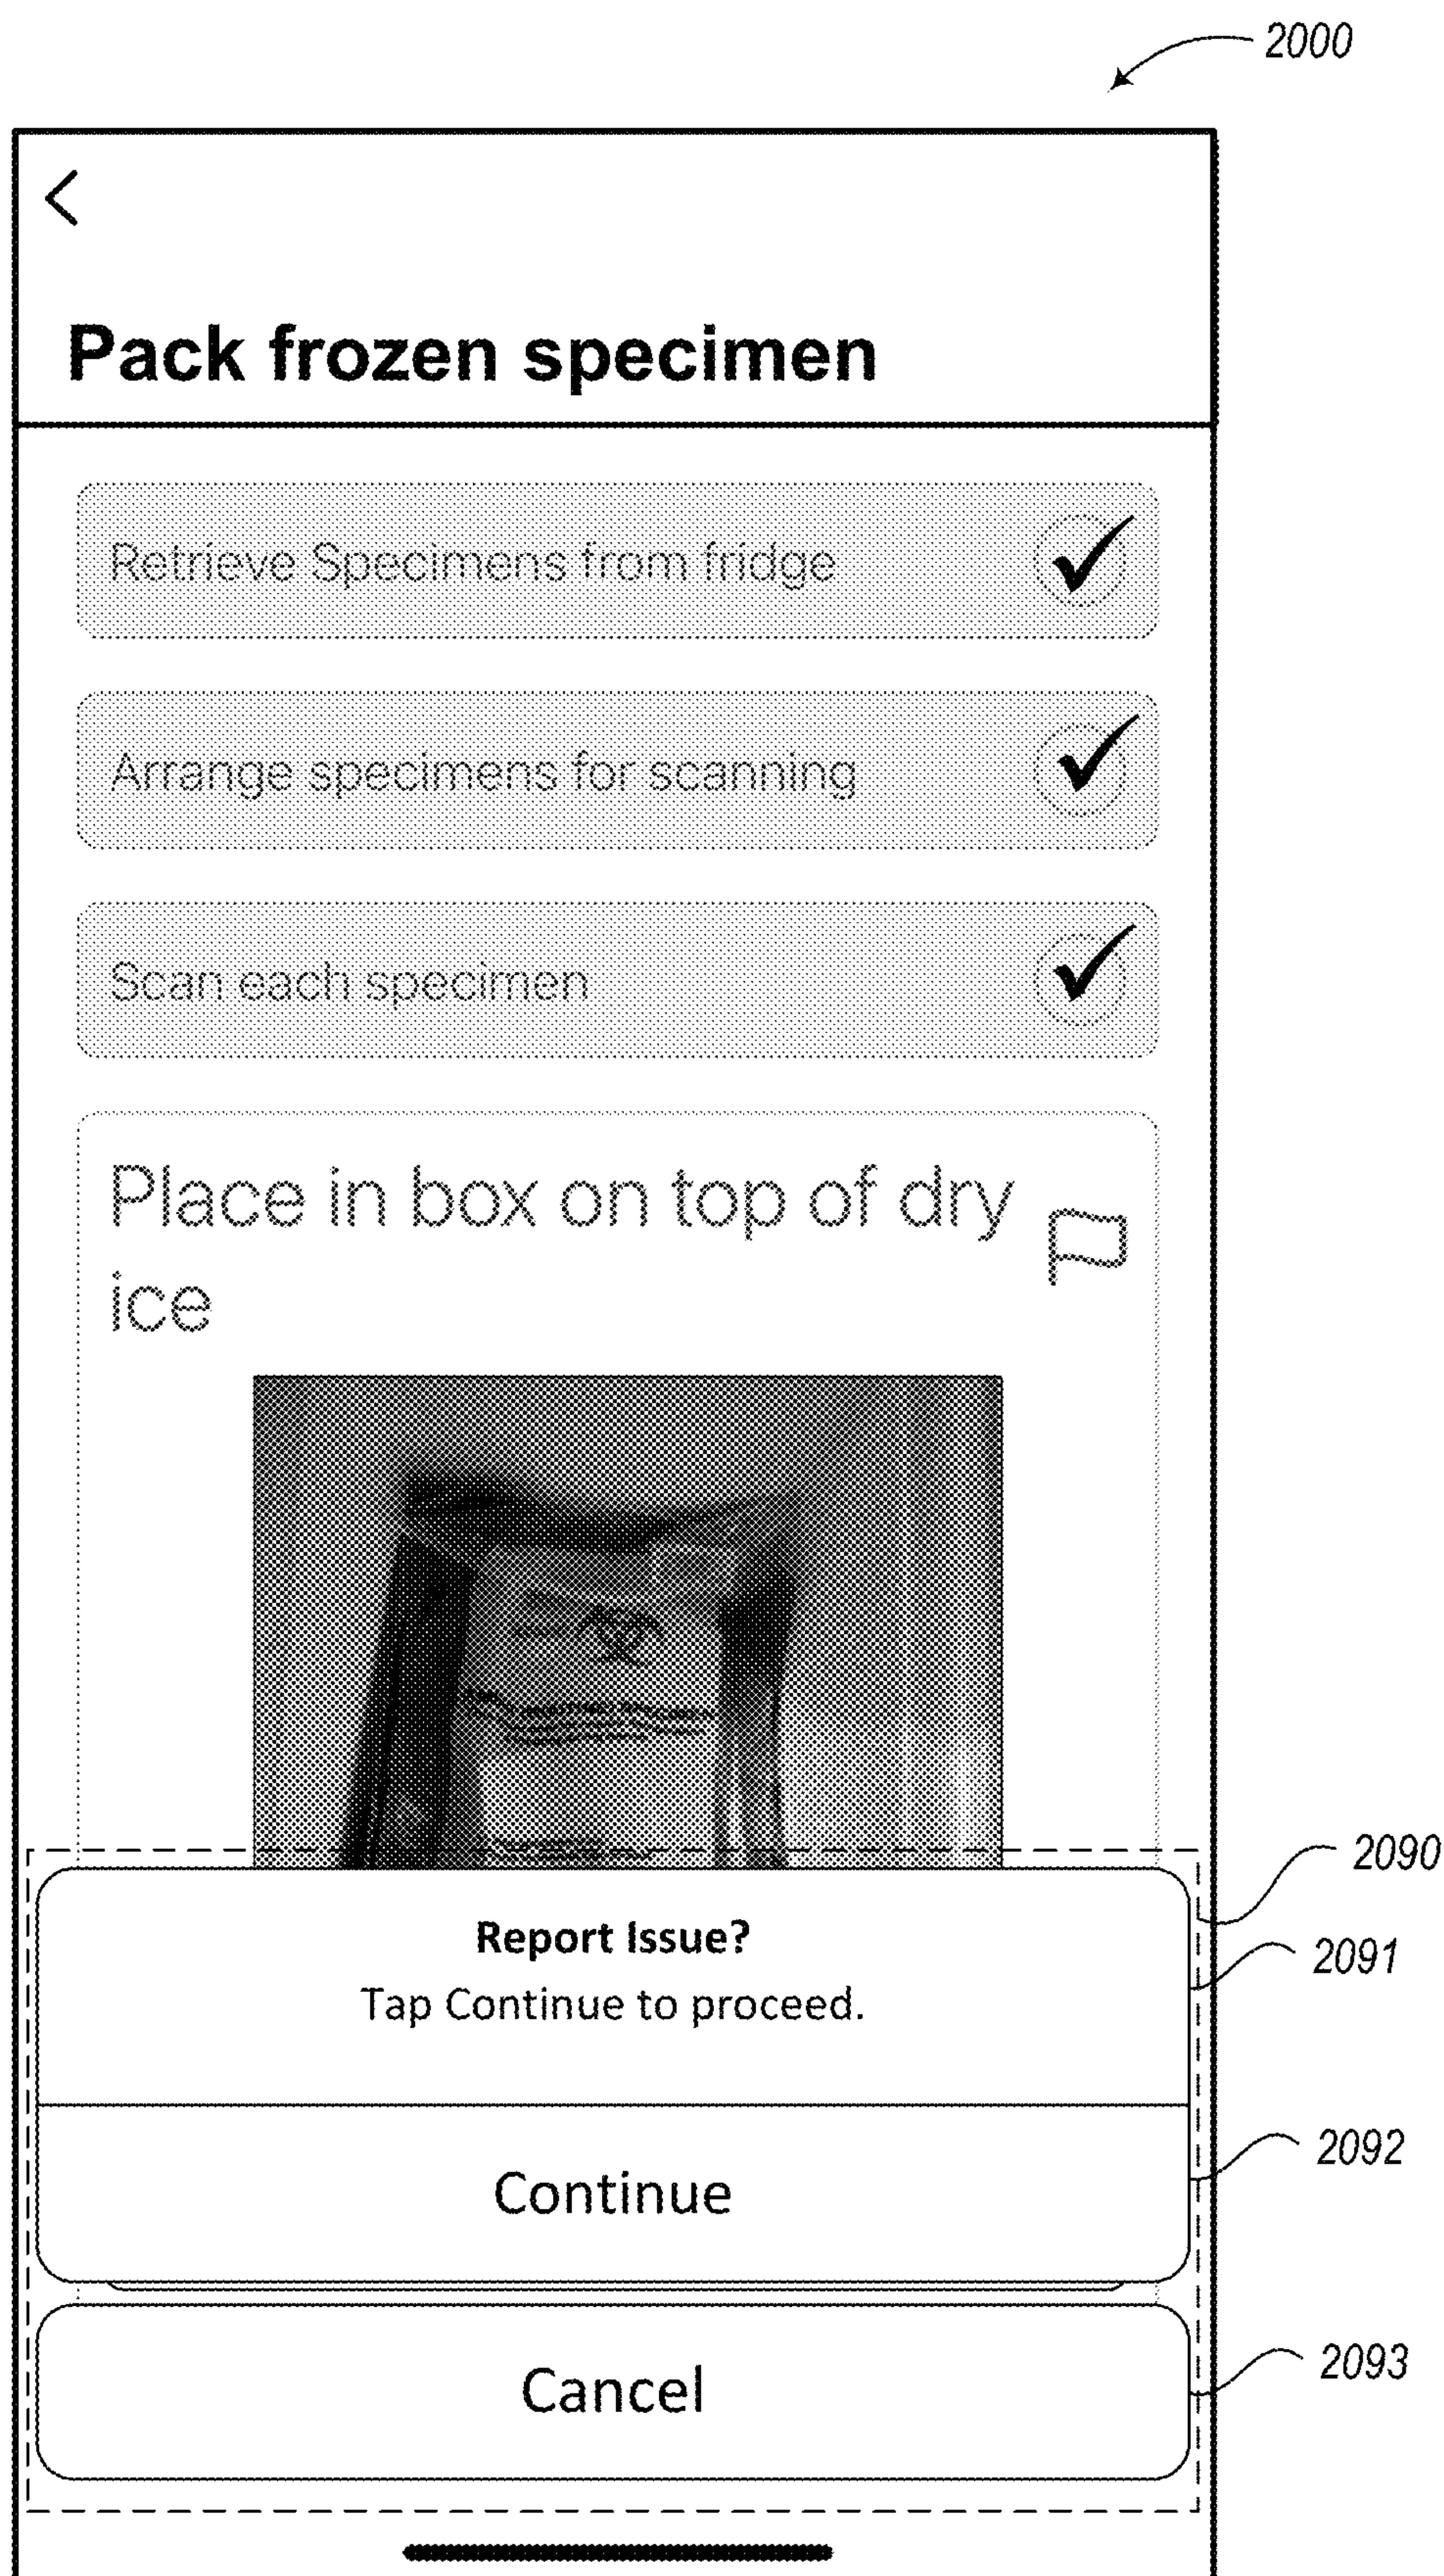 2000
Pack frozen specimen
Retrieve Specimens from fridge
Arrange specimens for scanning
Scan each specimen
Place in box on top of dry
ice
2090
Report Issue?
2091
Tap Continue to proceed.
2092
Continue
2093
Cancel